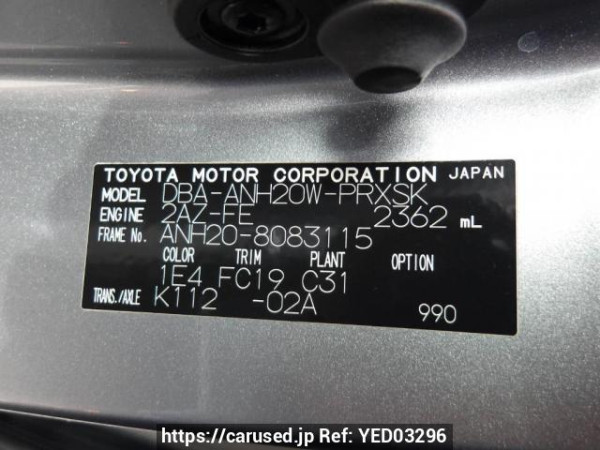 TOYOTA MOTOR CORPORATION JAPAN
MODEL DBA-ANH20W-PRXSK
ENGINE 2AZ-FE 2362 mL
FRAME No. ANH20-8083115
COLOR TRIM PLANT OPTION
1E4 FC19 C31
TRANS./AXLE K112 -02A 990
https://carused.jp Ref: YED03296